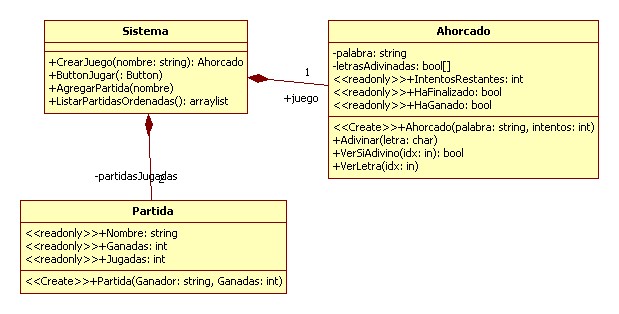 Sistema
+CrearJuego(nombre: string): Ahorcado
+ButtonJugar(: Button)
+AgregarPartida(nombre)
+ListarPartidasOrdenadas(): arraylist
1
+juego
Ahorcado
-palabra: string
-letrasAdivinadas: bool[]
<<readonly>>+IntentosRestantes: int
<<readonly>>+HaFinalizado: bool
<<readonly>>+HaGanado: bool
<<Create>>+Ahorcado(palabra: string, intentos: int)
+Adivinar(letra: char)
+VerSiAdivino(idx: in): bool
+VerLetra(idx: in)
-partidasJugadas
Partida
<<readonly>>+Nombre: string
<<readonly>>+Ganadas: int
<<readonly>>+Jugadas: int
<<Create>>+Partida(Ganador: string, Ganadas: int)